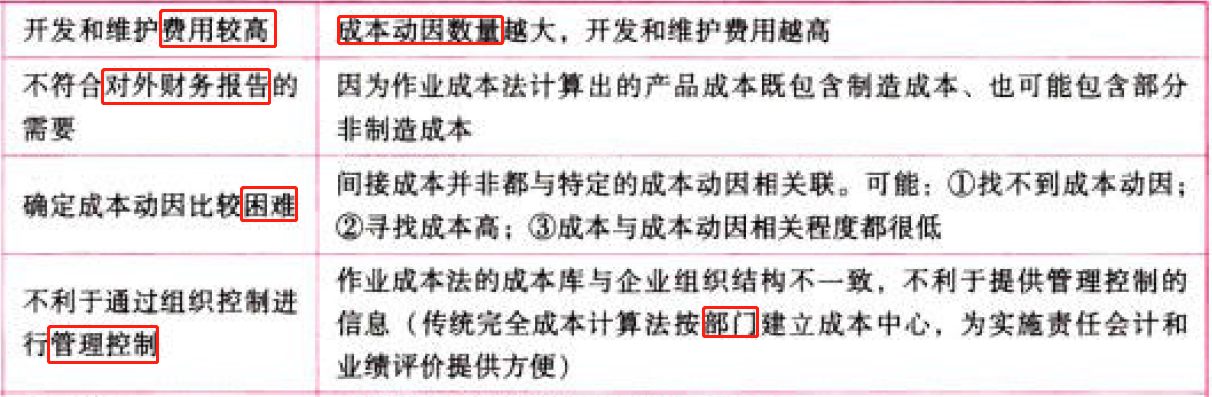 开发和维护费用较高
成本动因数量越大，开发和维护费用越高
不符合对外财务报告的
需要
因为作业成本法计算出的产品成本既包含制造成本、也可能包含部分
非制造成本
确定成本动因比较困难
间接成本并非都与特定的成本动因相关联。可能：①找不到成本动因；
②寻找成本高；③成本与成本动因相关程度都很低
不利于通过组织控制进
行管理控制
作业成本法的成本库与企业组织结构不一致，不利于提供管理控制的
信息（传统完全成本计算法按部门建立成本中心，为实施责任会计和
业绩评价提供方便）